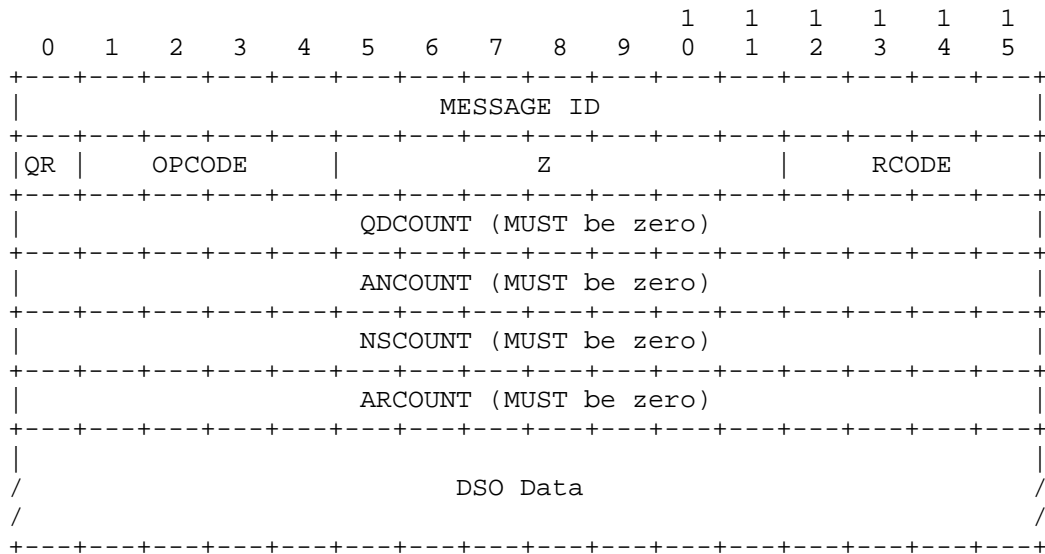 1   1   1   1   1   1
  0   1   2   3   4   5   6   7   8   9   0   1   2   3   4   5
+---+---+---+---+---+---+---+---+---+---+---+---+---+---+---+---+
|                          MESSAGE ID                           |
+---+---+---+---+---+---+---+---+---+---+---+---+---+---+---+---+
|QR |    OPCODE     |            Z              |     RCODE     |
+---+---+---+---+---+---+---+---+---+---+---+---+---+---+---+---+
|                     QDCOUNT (MUST be zero)                    |
+---+---+---+---+---+---+---+---+---+---+---+---+---+---+---+---+
|                     ANCOUNT (MUST be zero)                    |
+---+---+---+---+---+---+---+---+---+---+---+---+---+---+---+---+
|                     NSCOUNT (MUST be zero)                    |
+---+---+---+---+---+---+---+---+---+---+---+---+---+---+---+---+
|                     ARCOUNT (MUST be zero)                    |
+---+---+---+---+---+---+---+---+---+---+---+---+---+---+---+---+
|                                                               |
/                           DSO Data                            /
/                                                               /
+---+---+---+---+---+---+---+---+---+---+---+---+---+---+---+---+